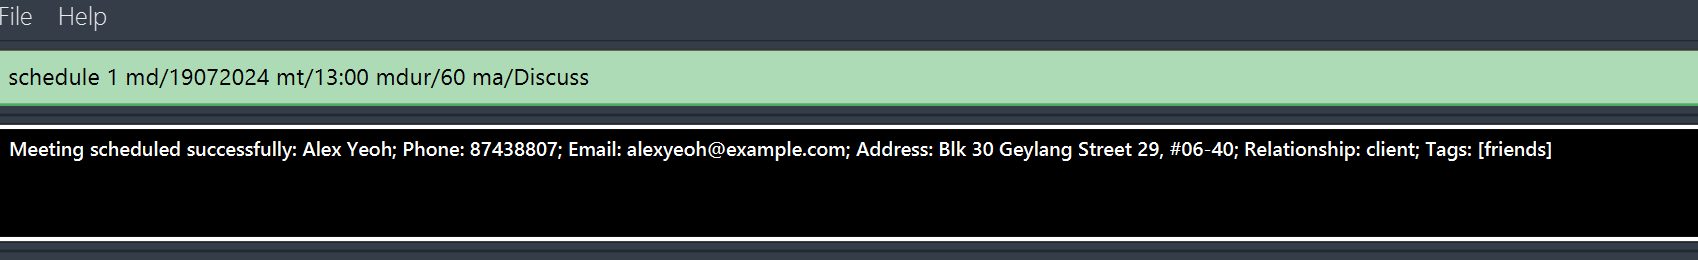 File Help
schedule 1 md/19072024 mt/13:00 mdur/60 ma/Discuss
Meeting scheduled successfully: Alex Yeoh; Phone: 87438807; Email: alexyeoh@example.com; Address: Blk 30 Geylang Street 29, #06-40; Relationship: client; Tags: [friends]